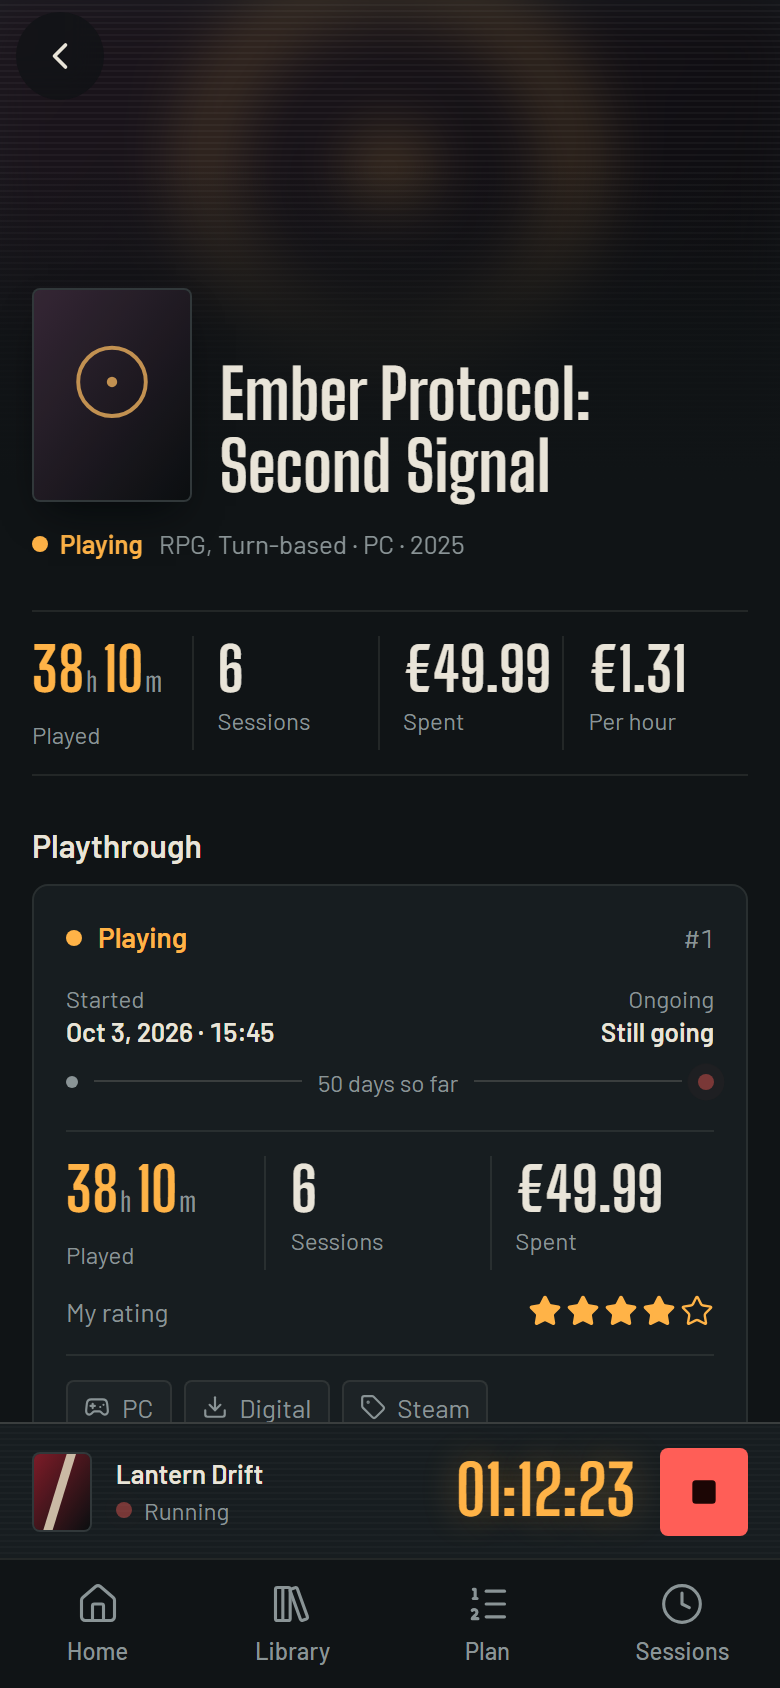 Ember Protocol:
Second Signal
Playing RPG, Turn-based · PC · 2025
38h 10m 6 €49.99 €1.31
Played Sessions Spent Per hour
Playthrough
Playing #1
Started Ongoing
Oct 3, 2026 · 15:45 Still going
50 days so far
38h 10m 6 €49.99
Played Sessions Spent
My rating
PC Digital Steam
Lantern Drift
Running
01:12:23
Home Library Plan Sessions